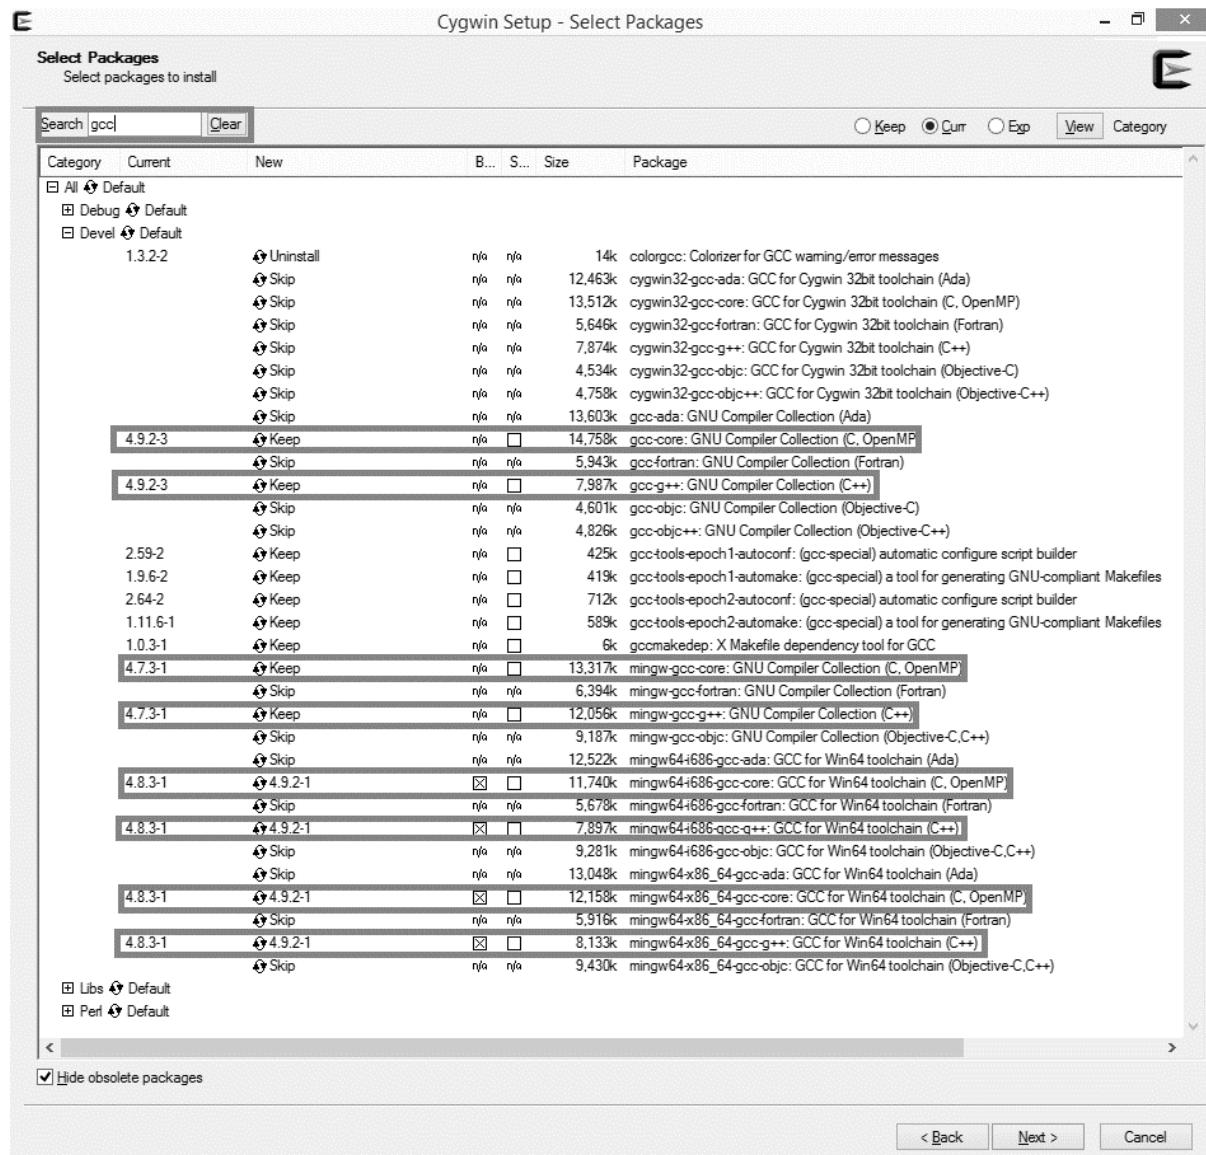 Cygwin Setup - Select Packages
Select Packages
Select packages to install
Search gcc Clear Keep Curr Exp View Category
Category Current New B... S... Size Package
All Default
Debug Default
Devel Default
1.3.2-2 Uninstall n/a n/a 14k colorgcc: Colorizer for GCC warning/error messages
Skip n/a n/a 12,463k cygwin32-gcc-ada: GCC for Cygwin 32bit toolchain (Ada)
Skip n/a n/a 13,512k cygwin32-gcc-core: GCC for Cygwin 32bit toolchain (C, OpenMP)
Skip n/a n/a 5,646k cygwin32-gcc-fortran: GCC for Cygwin 32bit toolchain (Fortran)
Skip n/a n/a 7,874k cygwin32-gcc-g++: GCC for Cygwin 32bit toolchain (C++)
Skip n/a n/a 4,534k cygwin32-gcc-objc: GCC for Cygwin 32bit toolchain (Objective-C)
Skip n/a n/a 4,758k cygwin32-gcc-objc++: GCC for Cygwin 32bit toolchain (Objective-C++)
Skip n/a n/a 13,603k gcc-ada: GNU Compiler Collection (Ada)
4.9.2-3 Keep n/a 14,758k gcc-core: GNU Compiler Collection (C, OpenMP
Skip n/a n/a 5,943k gcc-fortran: GNU Compiler Collection (Fortran)
4.9.2-3 Keep n/a 7,987k gcc-g++: GNU Compiler Collection (C++)
Skip n/a n/a 4,601k gcc-objc: GNU Compiler Collection (Objective-C)
Skip n/a n/a 4,826k gcc-objc++: GNU Compiler Collection (Objective-C++)
2.59-2 Keep n/a 425k gcc-tools-epoch1-autoconf: (gcc-special) automatic configure script builder
1.9.6-2 Keep n/a 419k gcc-tools-epoch1-automake: (gcc-special) a tool for generating GNU-compliant Makefiles
2.64-2 Keep n/a 712k gcc-tools-epoch2-autoconf: (gcc-special) automatic configure script builder
1.11.6-1 Keep n/a 589k gcc-tools-epoch2-automake: (gcc-special) a tool for generating GNU-compliant Makefiles
1.0.3-1 Keep n/a 6k gccmakedep: X Makefile dependency tool for GCC
4.7.3-1 Keep n/a 13,317k mingw-gcc-core: GNU Compiler Collection (C, OpenMP)
Skip n/a n/a 6,394k mingw-gcc-fortran: GNU Compiler Collection (Fortran)
4.7.3-1 Keep n/a 12,056k mingw-gcc-g++: GNU Compiler Collection (C++)
Skip n/a n/a 9,187k mingw-gcc-objc: GNU Compiler Collection (Objective-C,C++)
Skip n/a n/a 12,522k mingw64-i686-gcc-ada: GCC for Win64 toolchain (Ada)
4.8.3-1 4.9.2-1 11,740k mingw64-i686-gcc-core: GCC for Win64 toolchain (C, OpenMP)
Skip n/a n/a 5,678k mingw64-i686-gcc-fortran: GCC for Win64 toolchain (Fortran)
4.8.3-1 4.9.2-1 7,897k mingw64-i686-gcc-g++: GCC for Win64 toolchain (C++)
Skip n/a n/a 9,281k mingw64-i686-gcc-objc: GCC for Win64 toolchain (Objective-C,C++)
Skip n/a n/a 13,048k mingw64-x86_64-gcc-ada: GCC for Win64 toolchain (Ada)
4.8.3-1 4.9.2-1 12,158k mingw64-x86_64-gcc-core: GCC for Win64 toolchain (C, OpenMP)
Skip n/a n/a 5,916k mingw64-x86_64-gcc-fortran: GCC for Win64 toolchain (Fortran)
4.8.3-1 4.9.2-1 8,133k mingw64-x86_64-gcc-g++: GCC for Win64 toolchain (C++)
Skip n/a n/a 9,430k mingw64-x86_64-gcc-objc: GCC for Win64 toolchain (Objective-C,C++)
Libs Default
Perl Default
Hide obsolete packages
< Back Next > Cancel